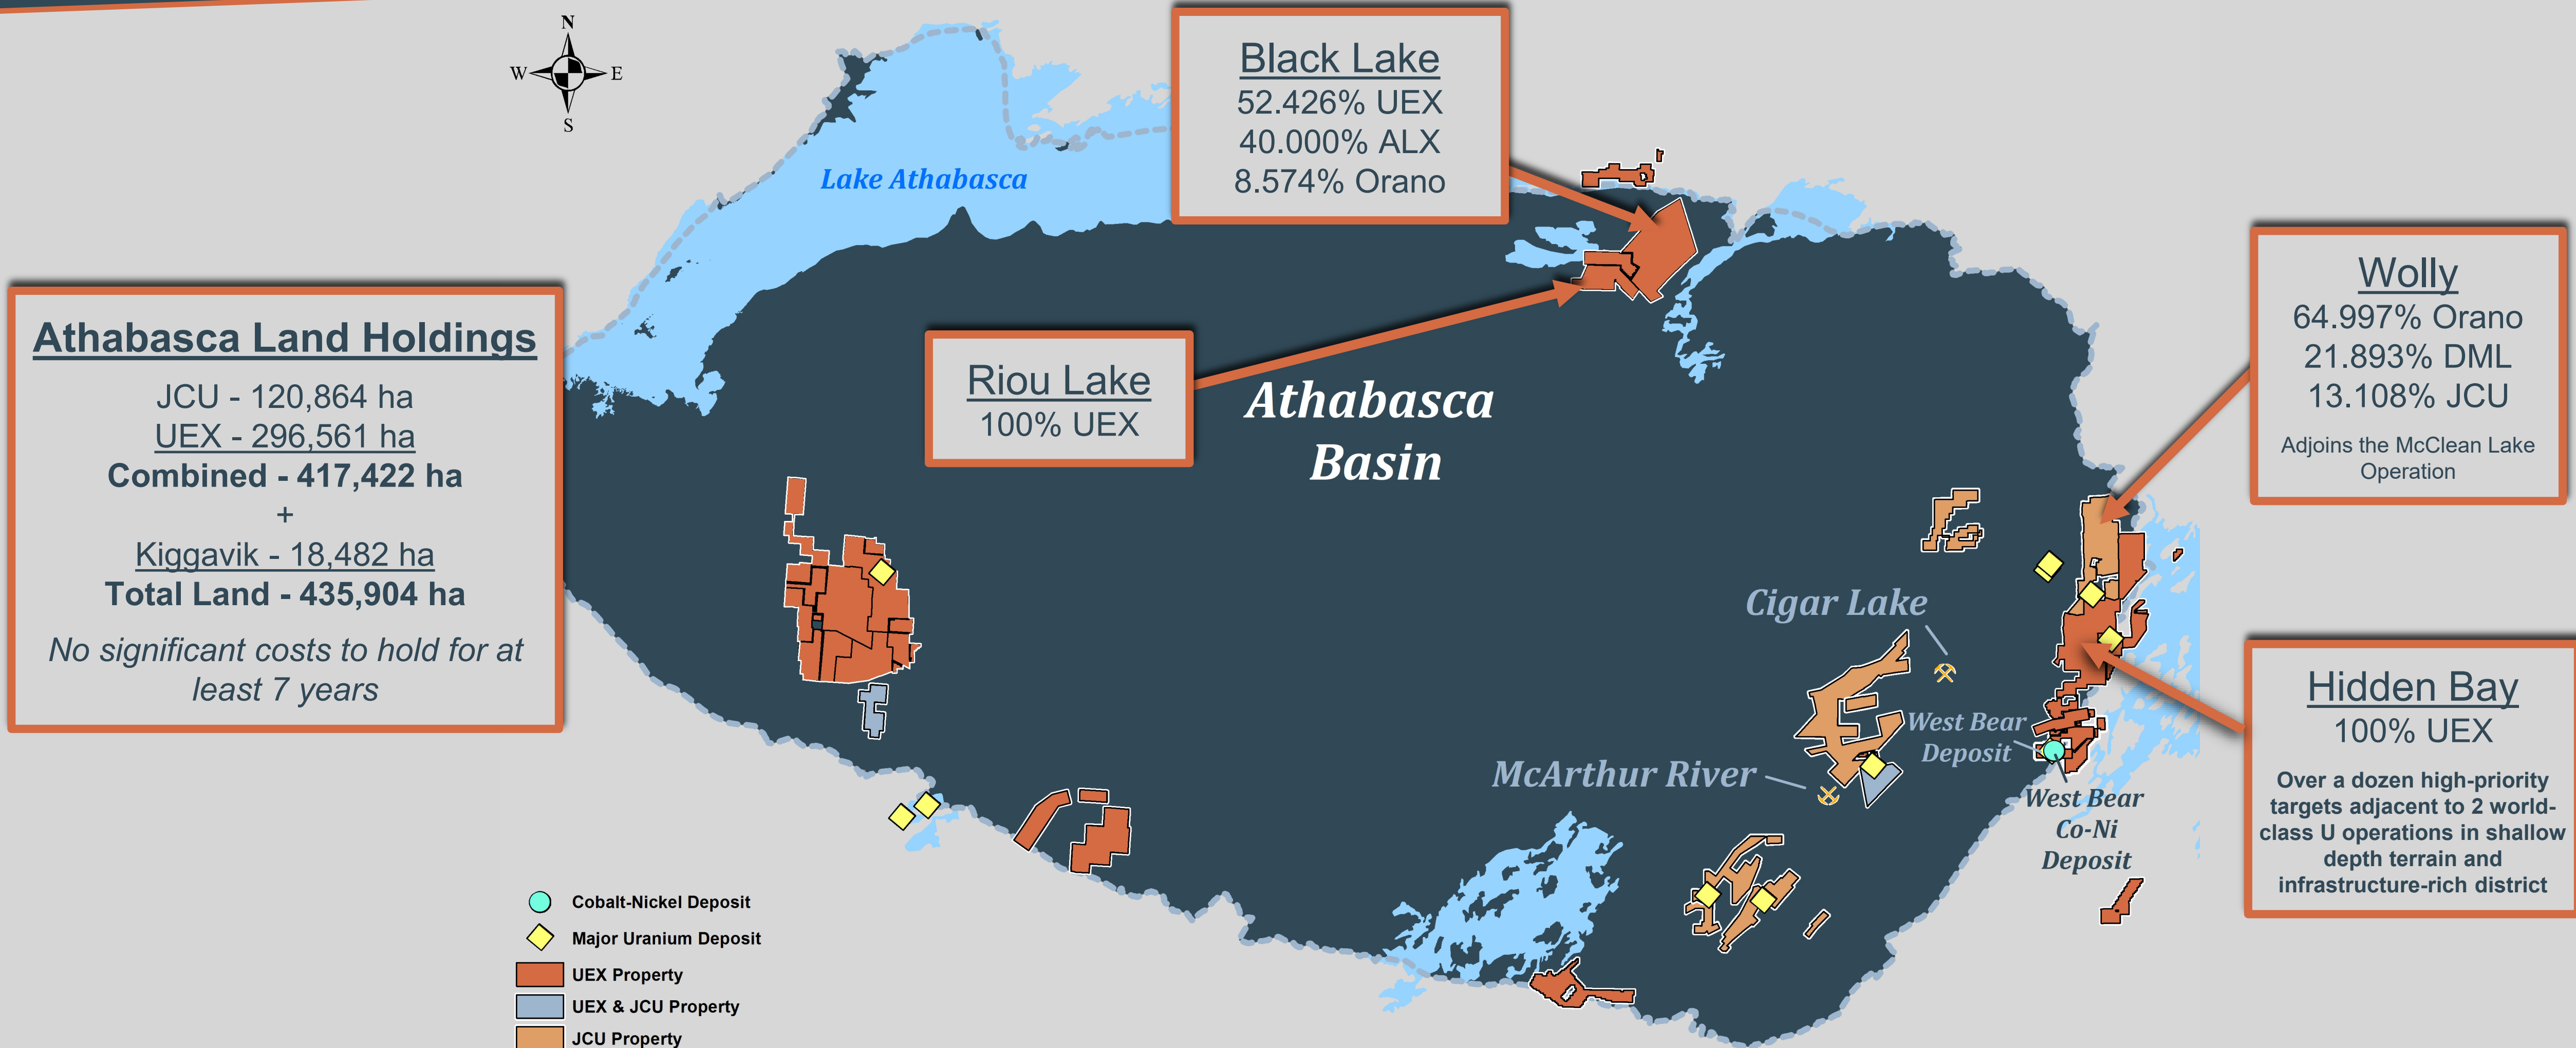 N
W E
S
Lake Athabasca
Black Lake
52.426% UEX
40.000% ALX
8.574% Orano
Athabasca Land Holdings
JCU - 120,864 ha
UEX - 296,561 ha
Combined - 417,422 ha
+
Kiggavik - 18,482 ha
Total Land - 435,904 ha
No significant costs to hold for at
least 7 years
Riou Lake
100% UEX
Athabasca
Basin
Wolly
64.997% Orano
21.893% DML
13.108% JCU
Adjoins the McClean Lake
Operation
Cigar Lake
McArthur River
West Bear
Deposit
West Bear
Co-Ni
Deposit
Hidden Bay
100% UEX
Over a dozen high-priority
targets adjacent to 2 world-
class U operations in shallow
depth terrain and
infrastructure-rich district
Cobalt-Nickel Deposit
Major Uranium Deposit
UEX Property
UEX & JCU Property
JCU Property